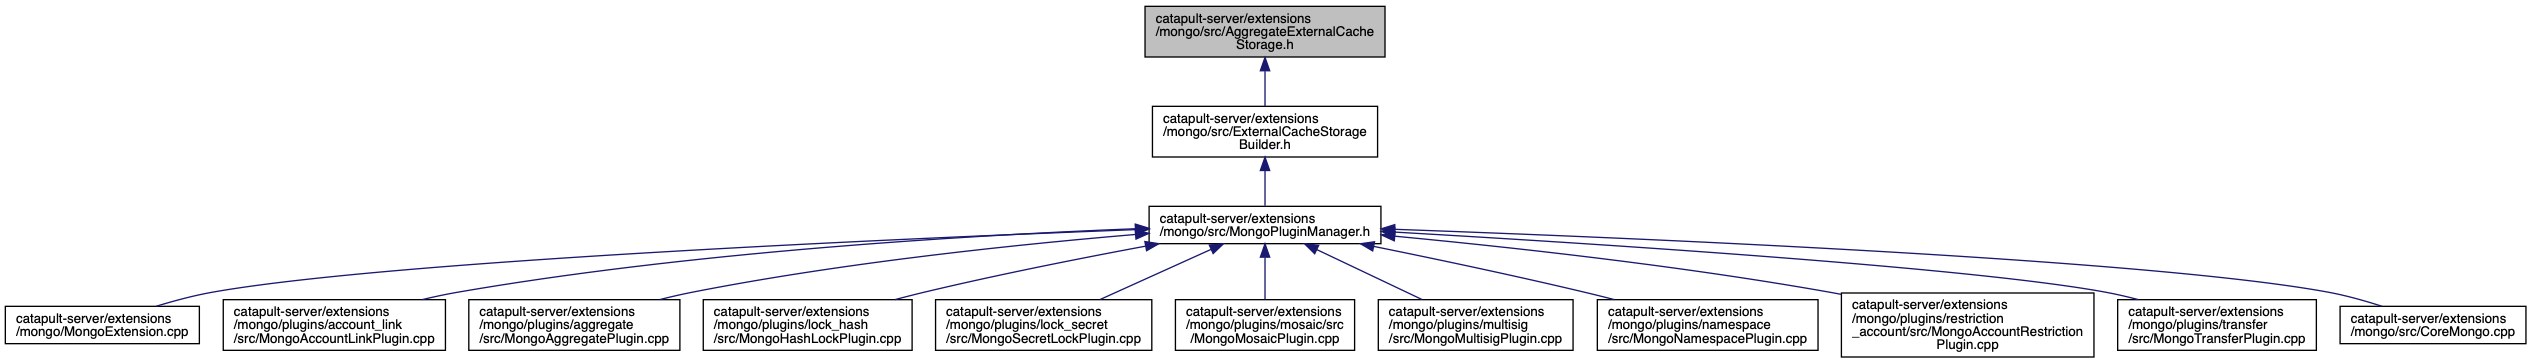 catapult-server/extensions
/mongo/src/AggregateExternalCache
Storage.h
catapult-server/extensions
/mongo/src/ExternalCacheStorage
Builder.h
catapult-server/extensions
/mongo/src/MongoPluginManager.h
catapult-server/extensions
/mongo/MongoExtension.cpp
catapult-server/extensions
/mongo/plugins/account_link
/src/MongoAccountLinkPlugin.cpp
catapult-server/extensions
/mongo/plugins/aggregate
/src/MongoAggregatePlugin.cpp
catapult-server/extensions
/mongo/plugins/lock_hash
/src/MongoHashLockPlugin.cpp
catapult-server/extensions
/mongo/plugins/lock_secret
/src/MongoSecretLockPlugin.cpp
catapult-server/extensions
/mongo/plugins/mosaic/src
/MongoMosaicPlugin.cpp
catapult-server/extensions
/mongo/plugins/multisig
/src/MongoMultisigPlugin.cpp
catapult-server/extensions
/mongo/plugins/namespace
/src/MongoNamespacePlugin.cpp
catapult-server/extensions
/mongo/plugins/restriction
_account/src/MongoAccountRestriction
Plugin.cpp
catapult-server/extensions
/mongo/plugins/transfer
/src/MongoTransferPlugin.cpp
catapult-server/extensions
/mongo/src/CoreMongo.cpp